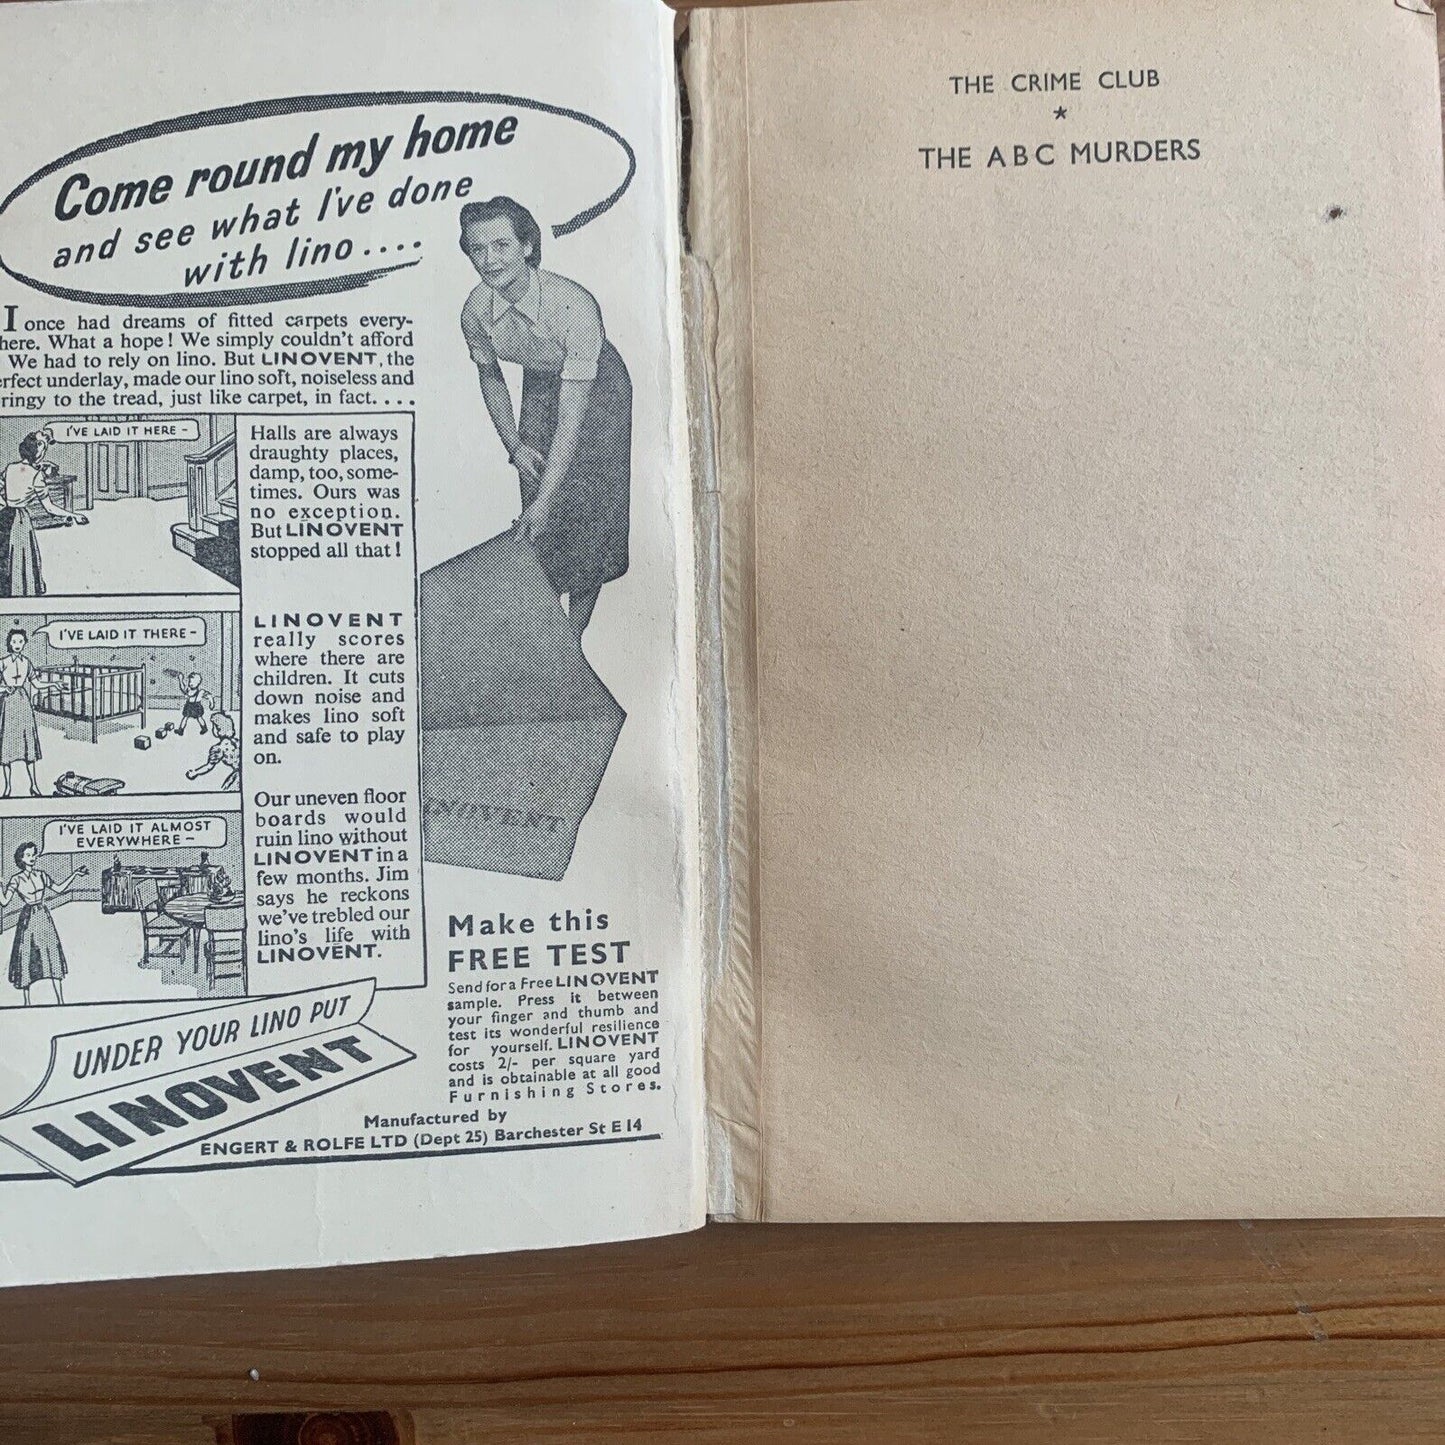 Come round my home
and see what I've done
with lino....
I once had dreams of fitted carpets every-
here. What a hope! We simply couldn't afford
We had to rely on lino. But LINOVENT, the
erfect underlay, made our lino soft, noiseless and
ringy to the tread, just like carpet, in fact....
I'VE LAID IT HERE -
Halls are always
draughty places,
damp, too, some-
times. Ours was
no exception.
But LINOVENT
stopped all that!
I'VE LAID IT THERE -
LINOVENT
really scores
where there are
children. It cuts
down noise and
makes lino soft
and safe to play
on.
I'VE LAID IT ALMOST
EVERYWHERE -
Our uneven floor
boards would
ruin lino without
LINOVENT in a
few months. Jim
says he reckons
we've trebled our
lino's life with
LINOVENT.
LINOVENT
UNDER YOUR LINO PUT
LINOVENT
Make this
FREE TEST
Send for a Free LINOVENT
sample. Press it between
your finger and thumb and
test its wonderful resilience
for yourself. LINOVENT
costs 2/- per square yard
and is obtainable at all good
Furnishing Stores.
Manufactured by
ENGERT & ROLFE LTD (Dept 25) Barchester St E14
THE CRIME CLUB
*
THE A B C MURDERS